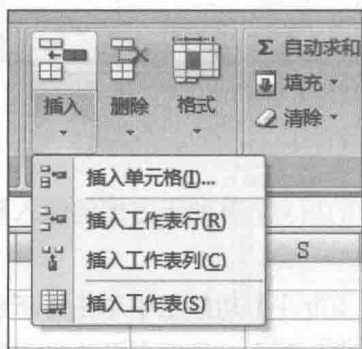 插入 删除 格式
Σ 自动求和
填充
清除
插入单元格(I)...
插入工作表行(R)
插入工作表列(C)
插入工作表(S)
S